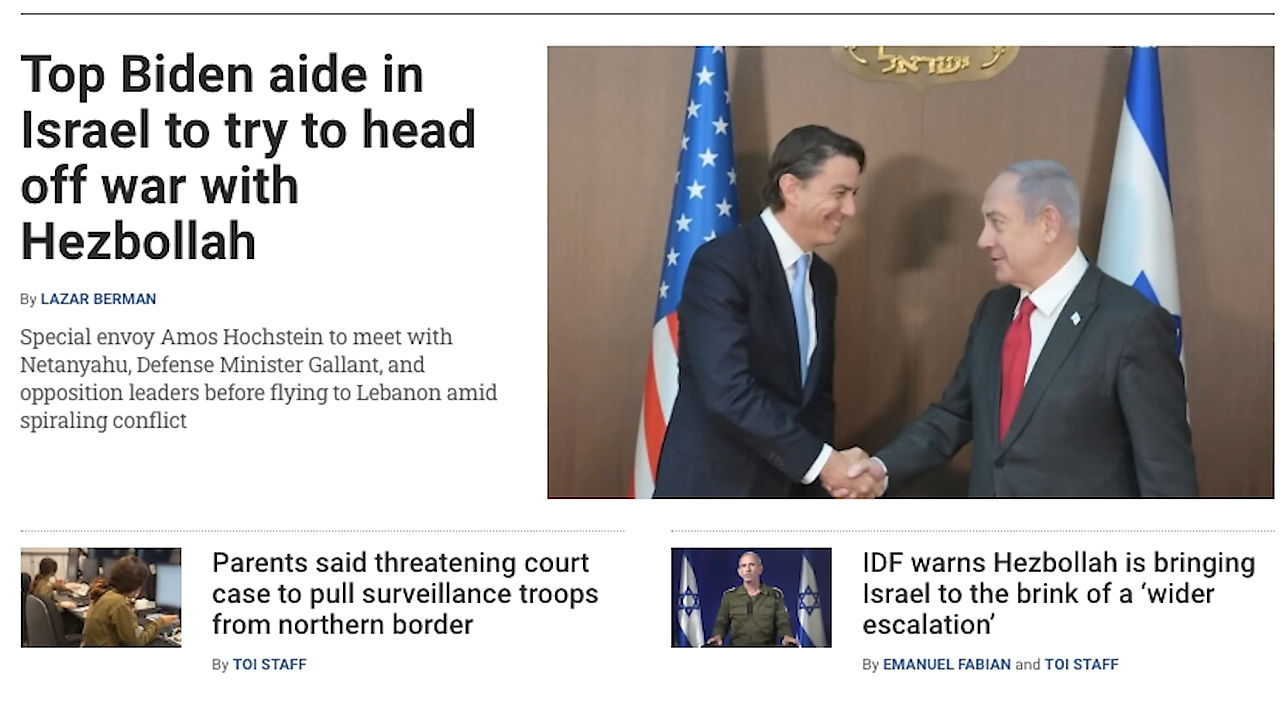 ישראל
Top Biden aide in
Israel to try to head
off war with
Hezbollah
By LAZAR BERMAN
Special envoy Amos Hochstein to meet with
Netanyahu, Defense Minister Gallant, and
opposition leaders before flying to Lebanon amid
spiraling conflict
Parents said threatening court
case to pull surveillance troops
from northern border
By TOI STAFF
IDF warns Hezbollah is bringing
Israel to the brink of a ‘wider
escalation’
By EMANUEL FABIAN and TOI STAFF